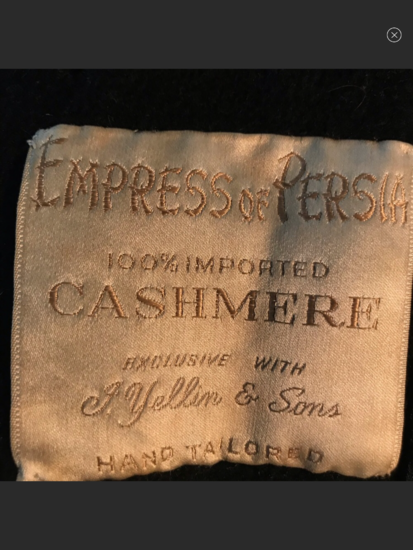 EMPRESS OF PERSIA
100% IMPORTED
CASHMERE
EXCLUSIVE WITH
Yellin & Sons
HAND TAILORED